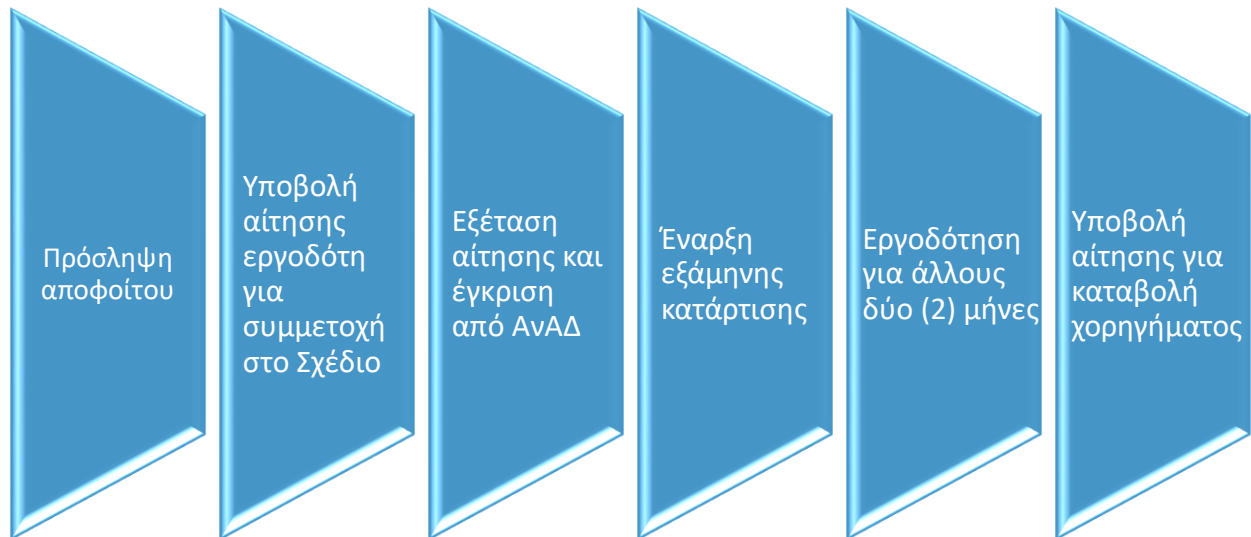 Πρόσληψη
αποφοίτου
Υποβολή
αίτησης
εργοδότη
για
συμμετοχή
στο Σχέδιο
Εξέταση
αίτησης και
έγκριση
από ΑνΑΔ
Έναρξη
εξάμηνης
κατάρτισης
Εργοδότηση
για άλλους
δύο (2) μήνες
Υποβολή
αίτησης για
καταβολή
χορηγήματος